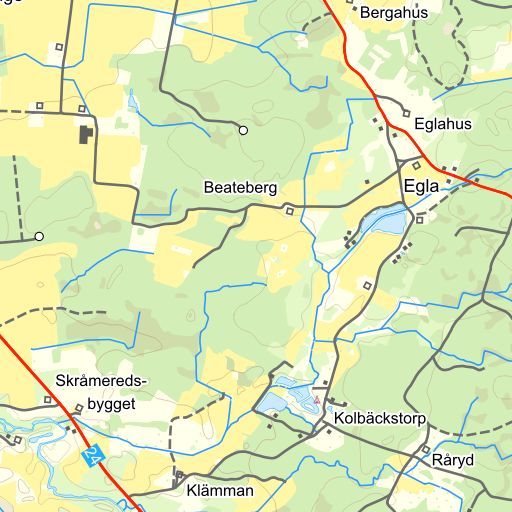 Bergahus
Eglahus
Beateberg
Egla
Skråmereds-
bygget
Kolbäckstorp
24
Råryd
Klämman